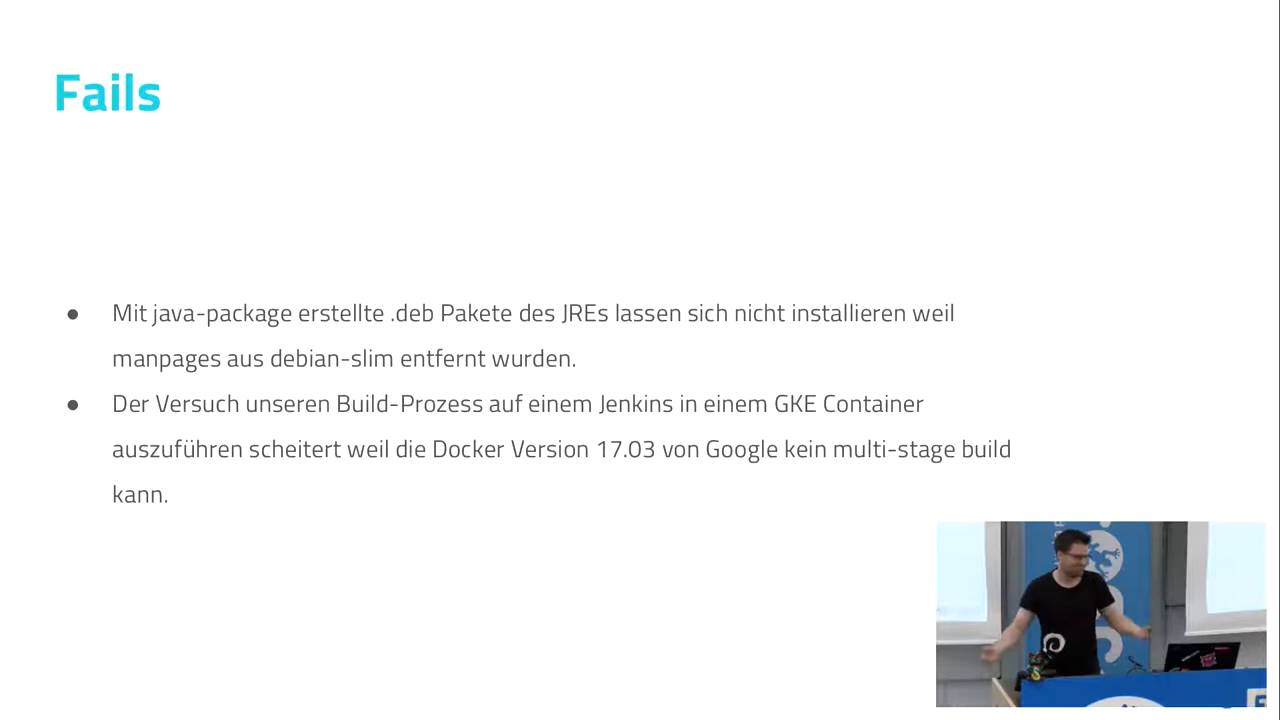 Fails
● Mit java-package erstellte .deb Pakete des JREs lassen sich nicht installieren weil
manpages aus debian-slim entfernt wurden.
● Der Versuch unseren Build-Prozess auf einem Jenkins in einem GKE Container
auszuführen scheitert weil die Docker Version 17.03 von Google kein multi-stage build
kann.